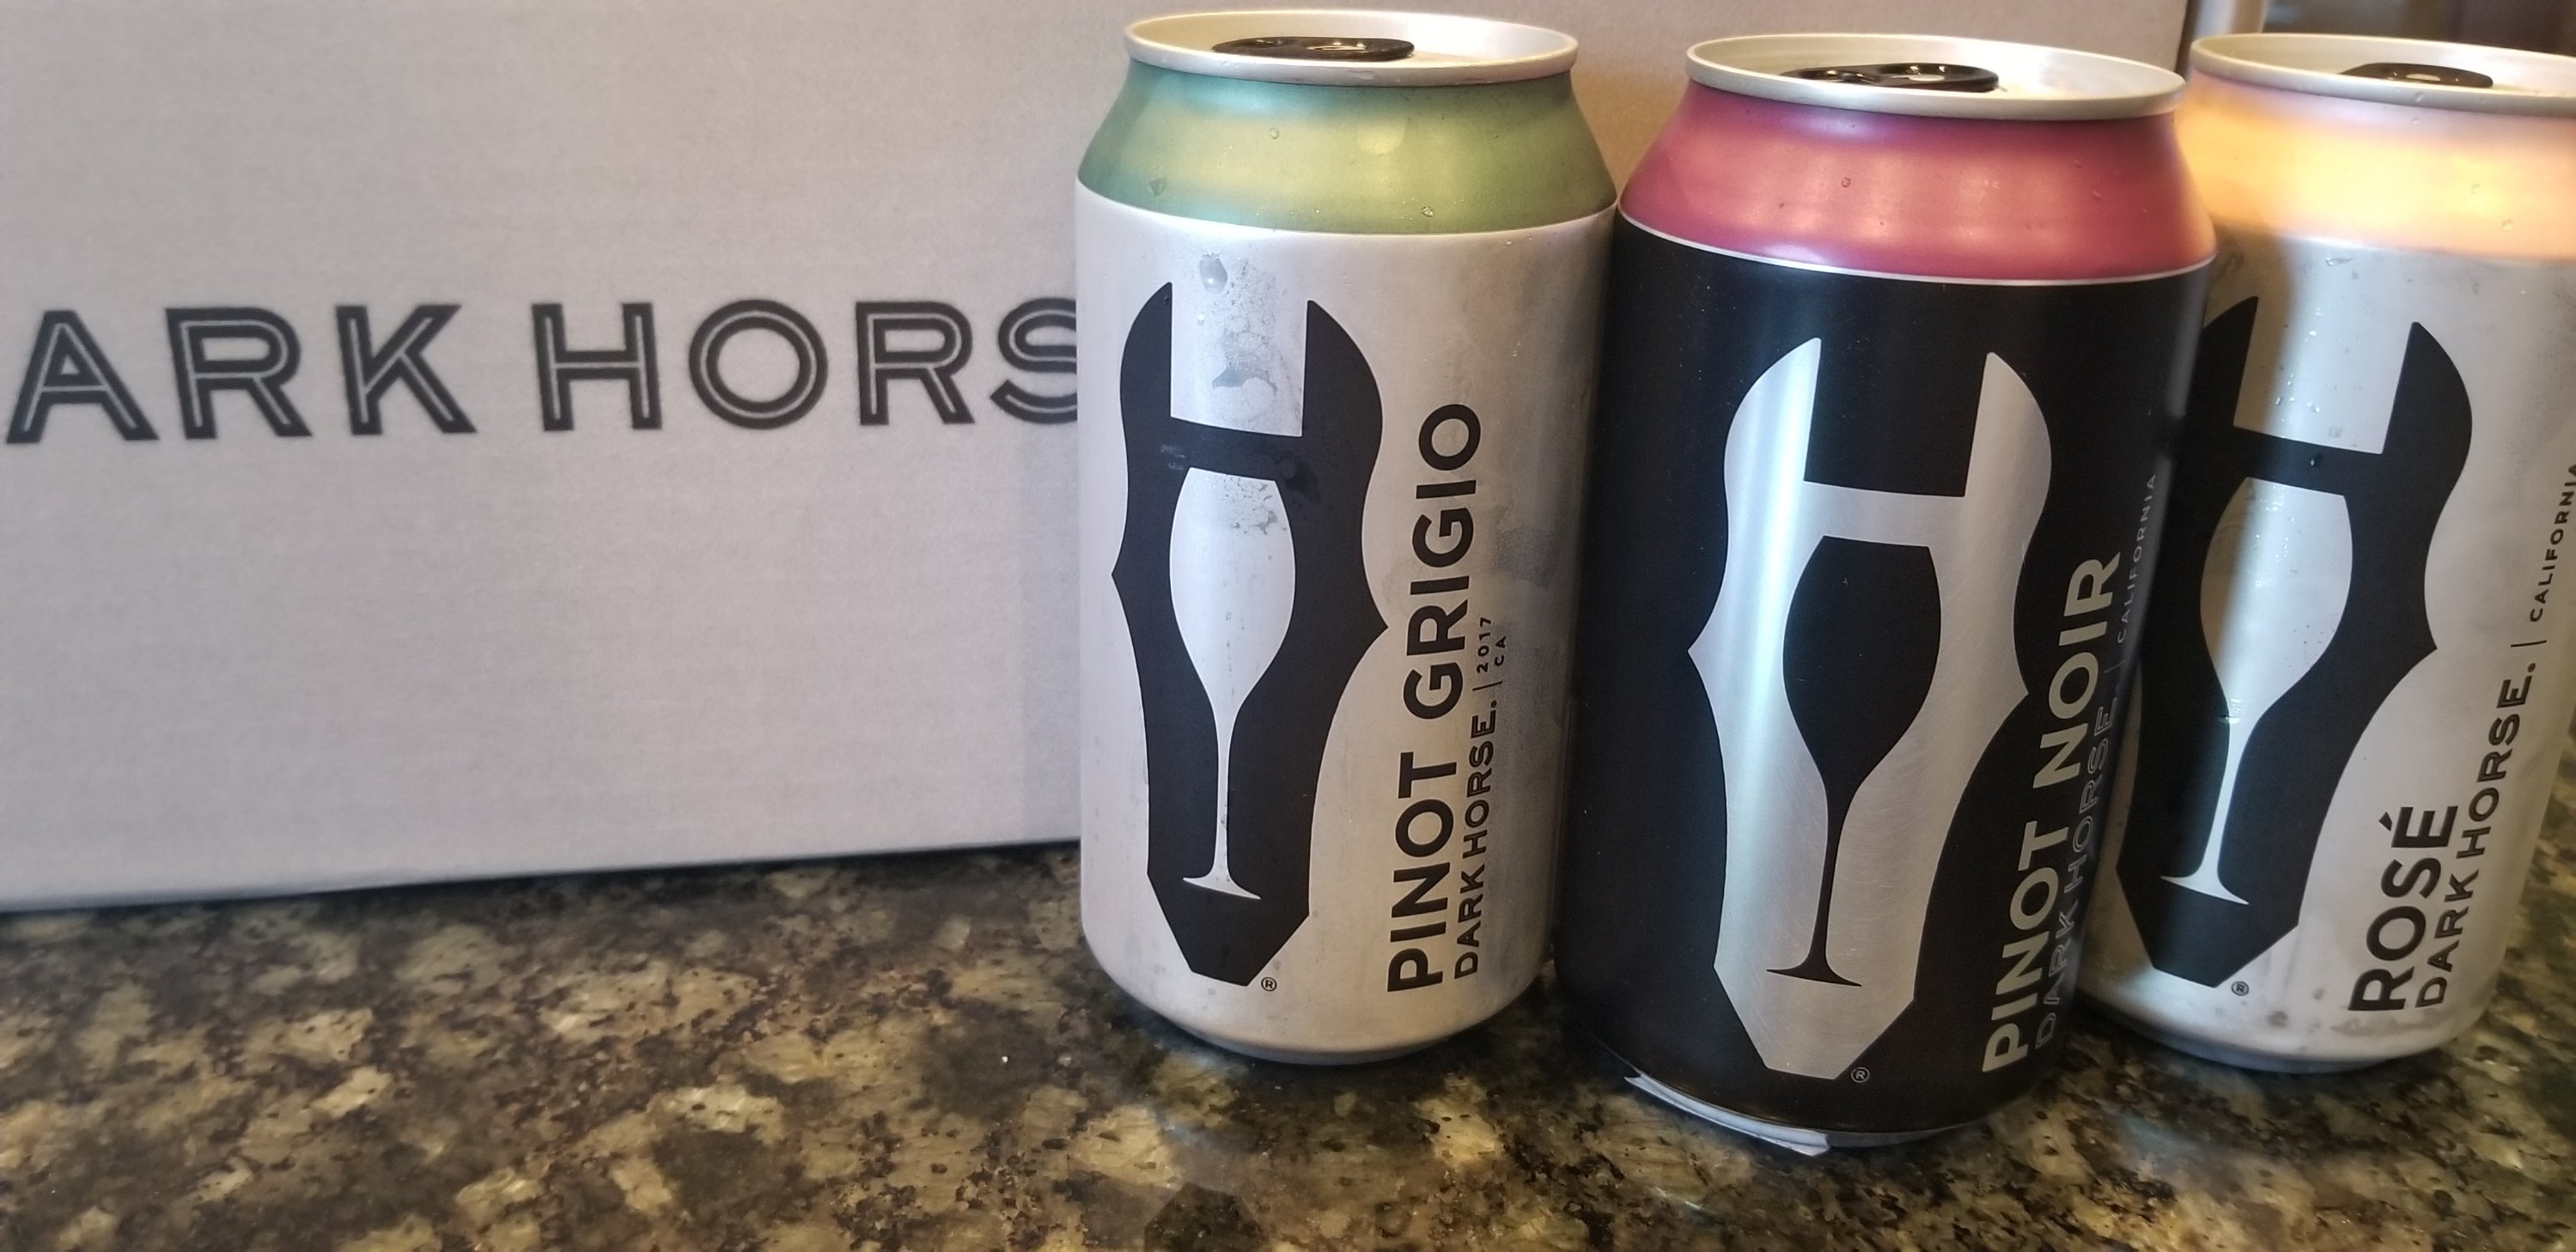 ARK HORS
PINOT GRIGIO
DARK HORSE. | 2017
CA
®
PINOT NOIR
DARK HORSE. | CALIFORNIA
®
ROSÉ
DARK HORSE. | CALIFORNIA
®